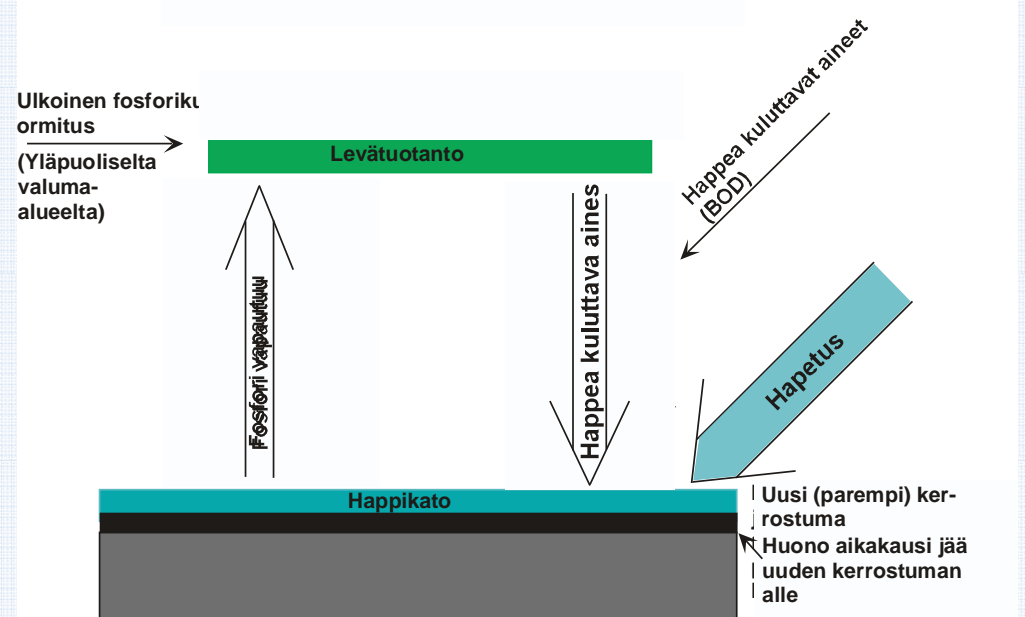 Ulkoinen fosforiku
ormitus
(Yläpuoliselta
valuma-
alueelta)
Levätuotanto
Happea kuluttavat aineet
(BOD)
Fosfori vapautuu
Happea kuluttava aines
Hapetus
Happikato
Uusi (parempi) ker-
rostuma
Huono aikakausi jää
uuden kerrostuman
alle